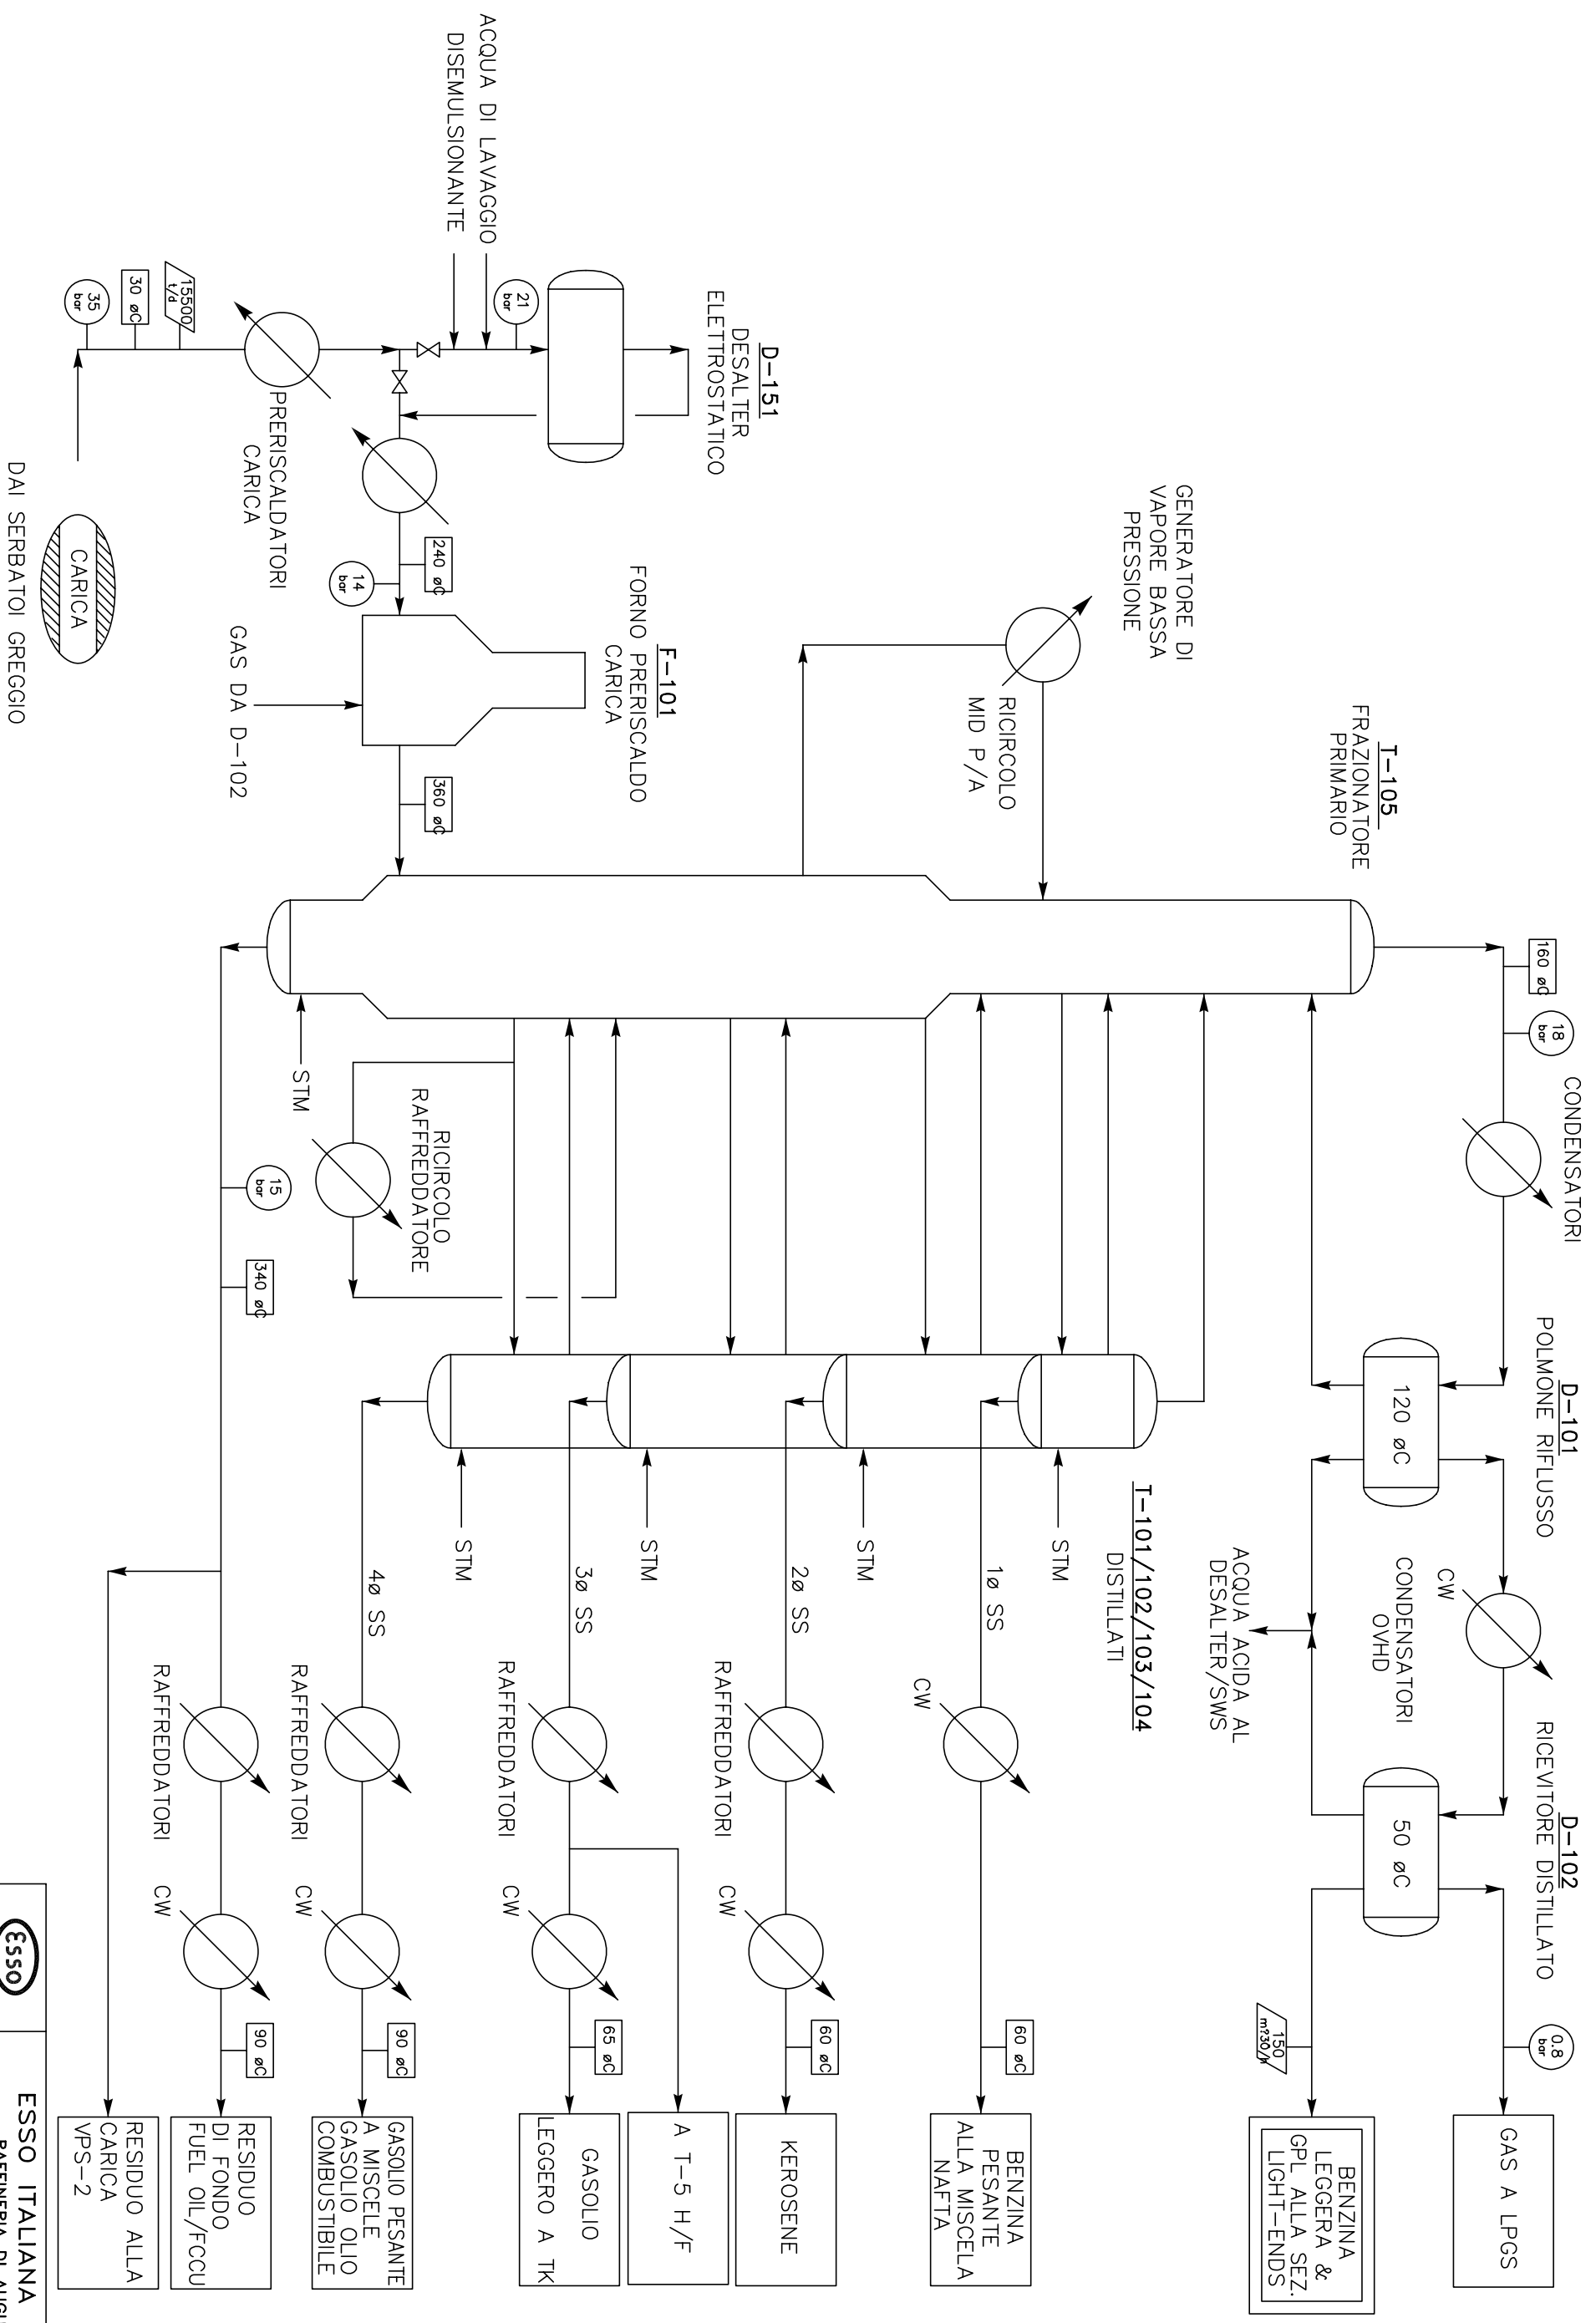 ACQUA DI LAVAGGIO
DISEMULSIONANTE
DAI SERBATOI GREGGIO
CARICA
35
bar
30 øC
15500
t/d
PRERISCALDATORI
CARICA
21
bar
D-151
DESALTER
ELETTROSTATICO
240 øC
14
bar
GAS DA D-102
F-101
FORNO PRERISCALDO
CARICA
360 øC
GENERATORE DI
VAPORE BASSA
PRESSIONE
RICIRCOLO
MID P/A
T-105
FRAZIONATORE
PRIMARIO
160 øC
18
bar
CONDENSATORI
D-101
POLMONE RIFLUSSO
120 øC
CW
CONDENSATORI
OVHD
ACQUA ACIDA AL
DESALTER/SWS
D-102
RICEVITORE DISTILLATO
50 øC
0.8
bar
150
m?30/h
STM
RICIRCOLO
RAFFREDDATORE
15
bar
340 øC
T-101/102/103/104
DISTILLATI
STM
STM
STM
STM
1ø SS
2ø SS
3ø SS
4ø SS
CW
RAFFREDDATORI
CW
RAFFREDDATORI
CW
RAFFREDDATORI
CW
RAFFREDDATORI
CW
60 øC
60 øC
65 øC
90 øC
90 øC
GAS A LPGS
BENZINA
LEGGERA &
GPL ALLA SEZ.
LIGHT-ENDS
BENZINA
PESANTE
ALLA MISCELA
NAFTA
KEROSENE
A T-5 H/F
GASOLIO
LEGGERO A TK
GASOLIO PESANTE
A MISCELE
GASOLIO OLIO
COMBUSTIBILE
RESIDUO
DI FONDO
FUEL OIL/FCCU
RESIDUO ALLA
CARICA
VPS-2
Esso
ESSO ITALIANA
RAFFINERIA DI